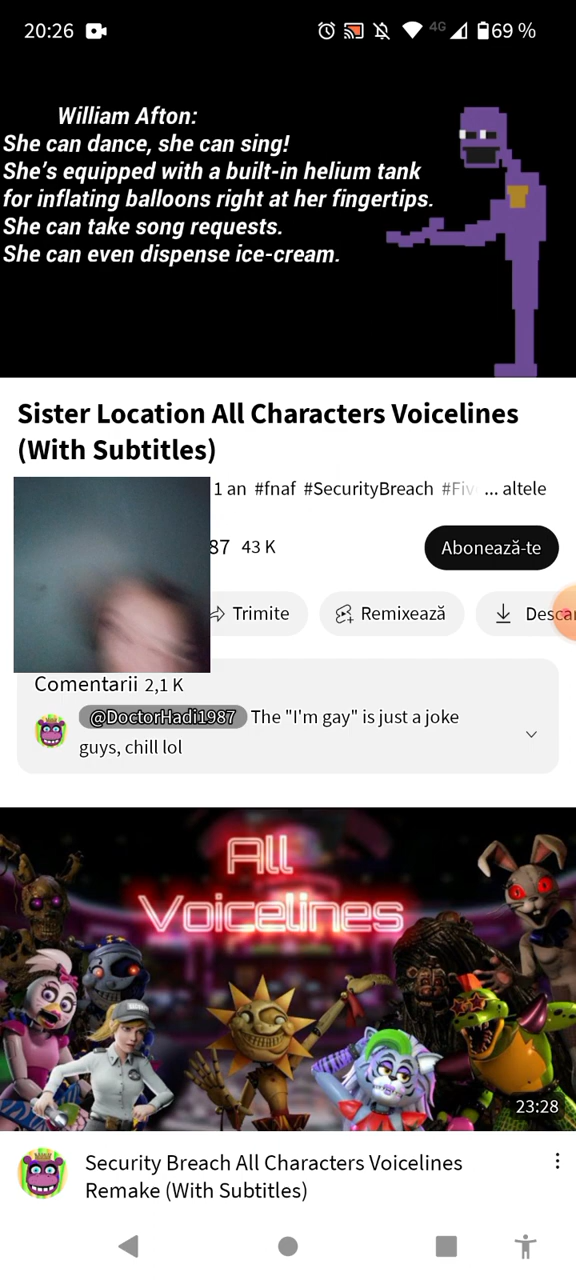 20:26 4G 69 %
William Afton:
She can dance, she can sing!
She's equipped with a built-in helium tank
for inflating balloons right at her fingertips.
She can take song requests.
She can even dispense ice-cream.
Sister Location All Characters Voicelines
(With Subtitles)
1 an #fnaf #SecurityBreach #Fiv ... altele
87 43 K
Abonează-te
Trimite
Remixează
Descar
Comentarii 2,1 K
@DoctorHadi1987 The "I'm gay" is just a joke
guys, chill lol
All
Voicelines
23:28
Security Breach All Characters Voicelines
Remake (With Subtitles)